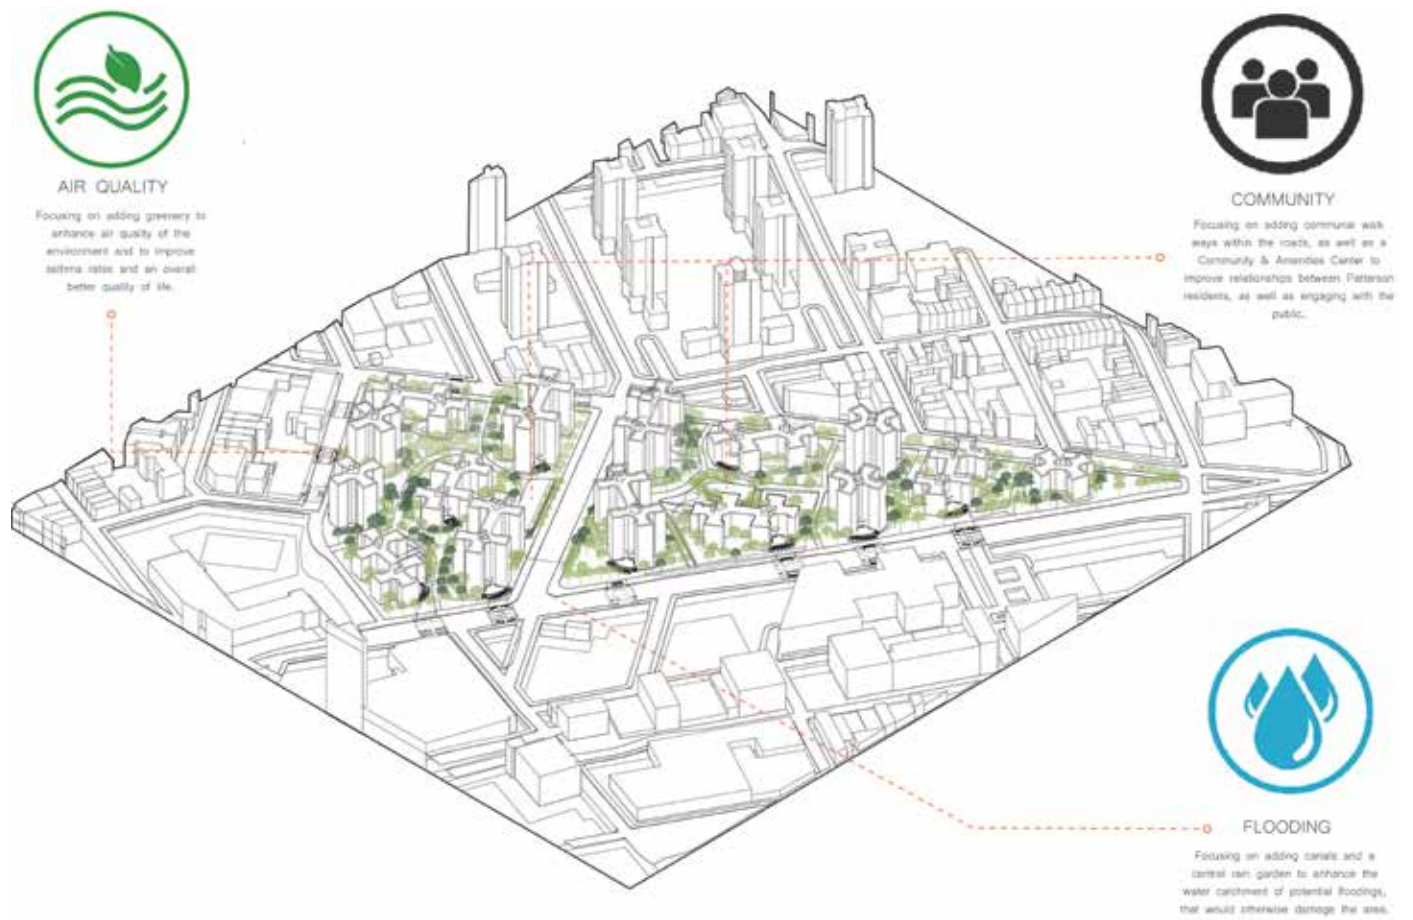 AIR QUALITY
Focusing on adding greenery to
enhance air quality of the
environment and to improve
asthma rates and an overall
better quality of life.
COMMUNITY
Focusing on adding communal walk
ways within the roads, as well as a
Community & Amenities Center to
improve relationships between Patterson
residents, as well as engaging with the
public.
FLOODING
Focusing on adding canals and a
central rain garden to enhance the
water catchment of potential floodings,
that would otherwise damage the area.